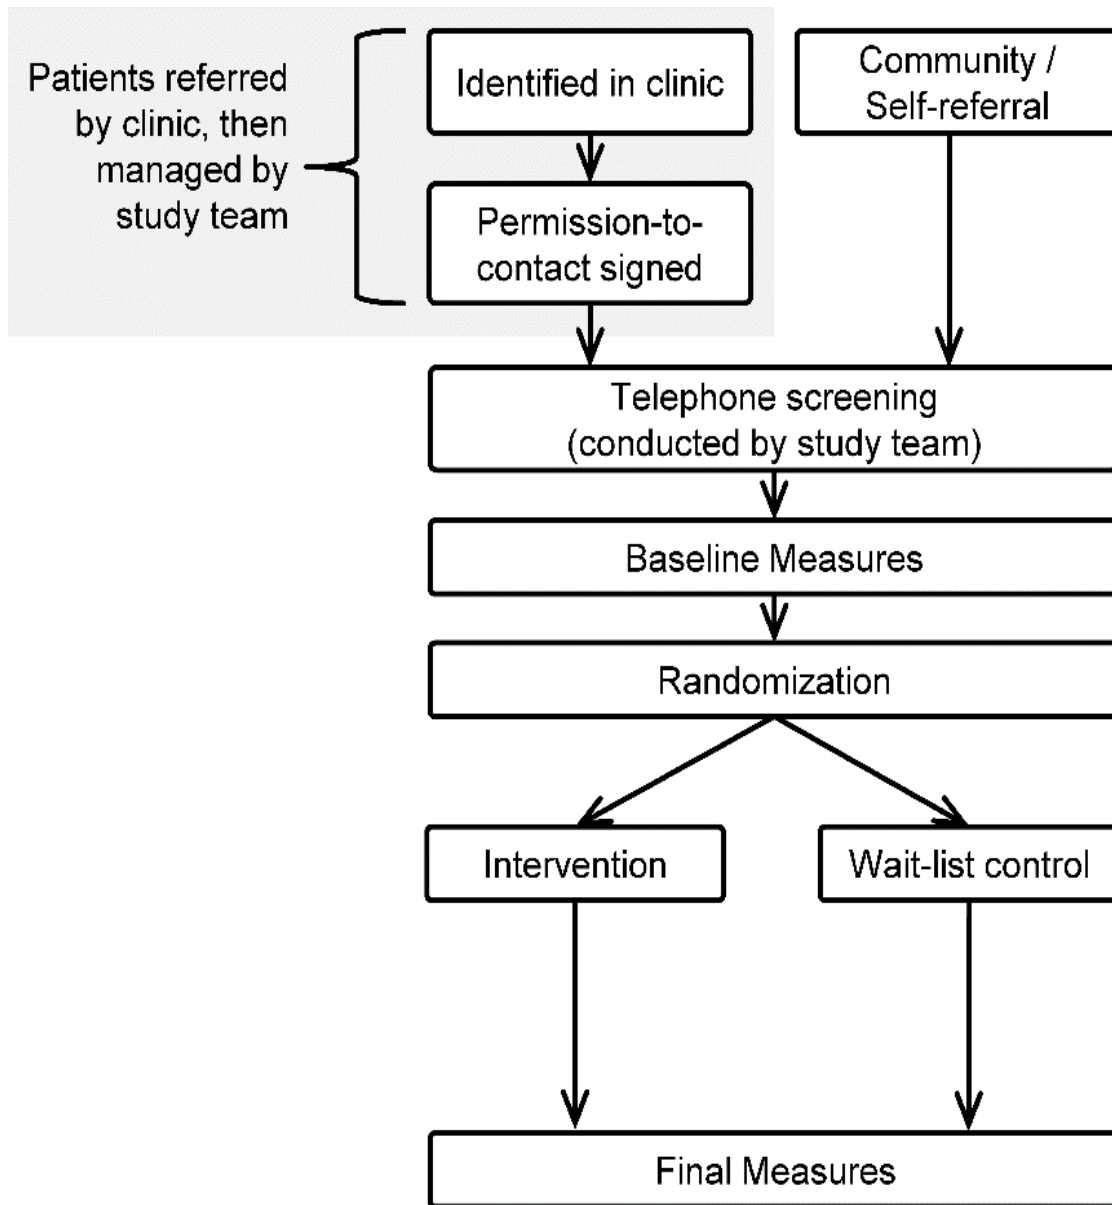 Patients referred
by clinic, then
managed by
study team
Identified in clinic
Community /
Self-referral
Permission-to-
contact signed
Telephone screening
(conducted by study team)
Baseline Measures
Randomization
Intervention
Wait-list control
Final Measures